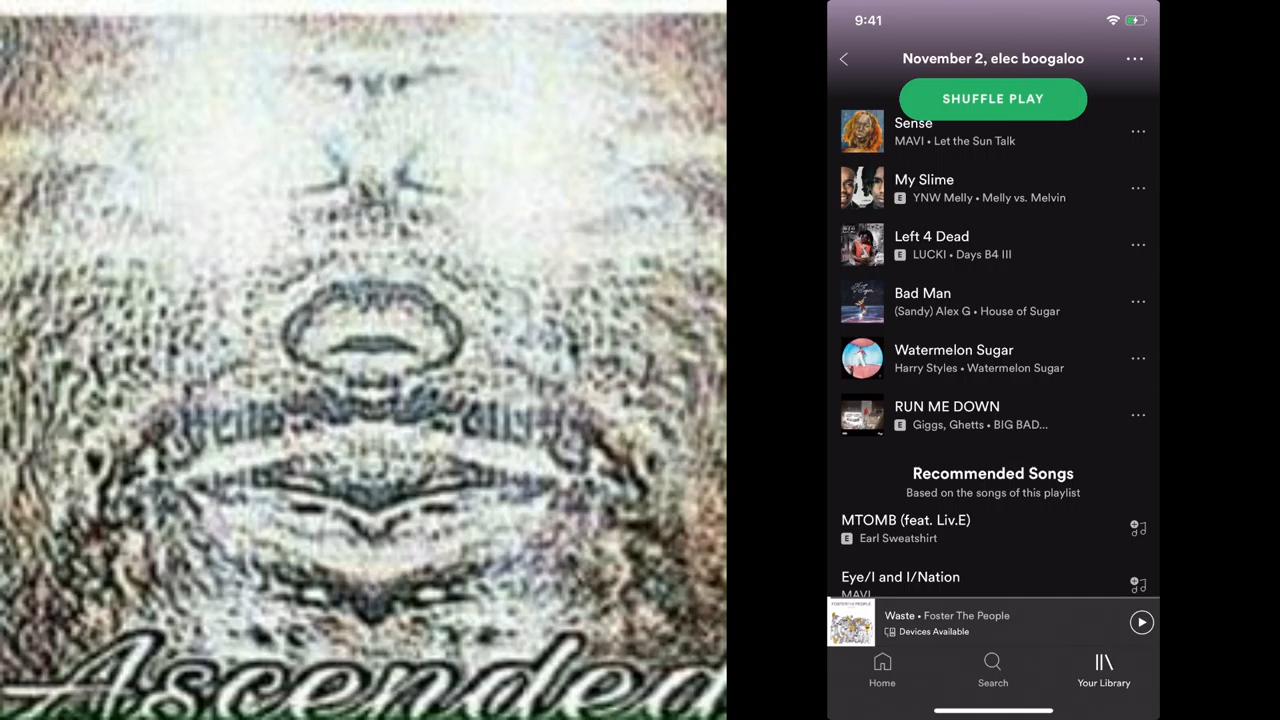 Ascended
9:41
November 2, elec boogaloo
SHUFFLE PLAY
Sense
MAVI • Let the Sun Talk
My Slime
E YNW Melly • Melly vs. Melvin
Left 4 Dead
E LUCKI • Days B4 III
Bad Man
(Sandy) Alex G • House of Sugar
Watermelon Sugar
Harry Styles • Watermelon Sugar
RUN ME DOWN
E Giggs, Ghetts • BIG BAD...
Recommended Songs
Based on the songs of this playlist
MTOMB (feat. Liv.E)
E Earl Sweatshirt
Eye/I and I/Nation
MAVI
FOSTER THE PEOPLE
Waste • Foster The People
Devices Available
Home
Search
Your Library